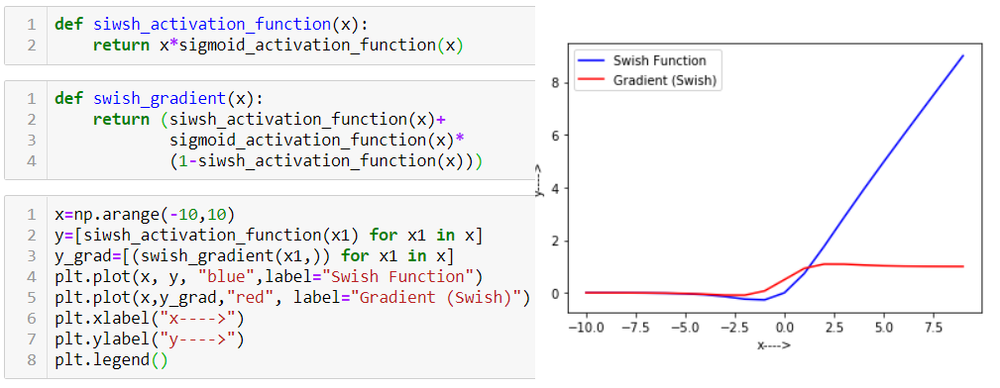 1 def siwsh_activation_function(x):
2     return x*sigmoid_activation_function(x)
1 def swish_gradient(x):
2     return (siwsh_activation_function(x)+
3             sigmoid_activation_function(x)*
4             (1-siwsh_activation_function(x)))
1 x=np.arange(-10,10)
2 y=[siwsh_activation_function(x1) for x1 in x]
3 y_grad=[(swish_gradient(x1,)) for x1 in x]
4 plt.plot(x, y, "blue",label="Swish Function")
5 plt.plot(x,y_grad,"red", label="Gradient (Swish)")
6 plt.xlabel("x---->")
7 plt.ylabel("y---->")
8 plt.legend()
Swish Function
Gradient (Swish)
8
6
4
2
0
y---->
-10.0 -7.5 -5.0 -2.5 0.0 2.5 5.0 7.5
x---->